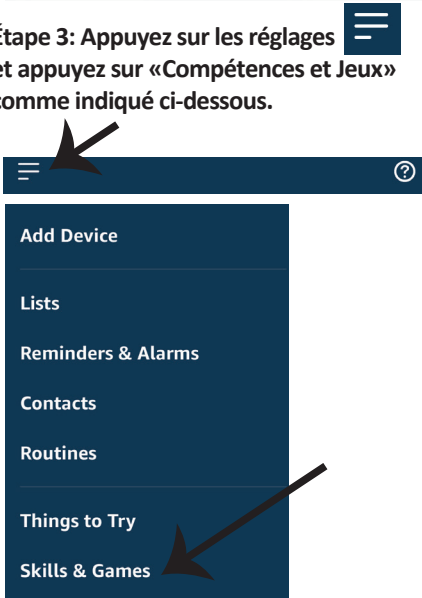 Étape 3: Appuyez sur les réglages
et appuyez sur «Compétences et Jeux»
comme indiqué ci-dessous.
?
Add Device
Lists
Reminders & Alarms
Contacts
Routines
Things to Try
Skills & Games